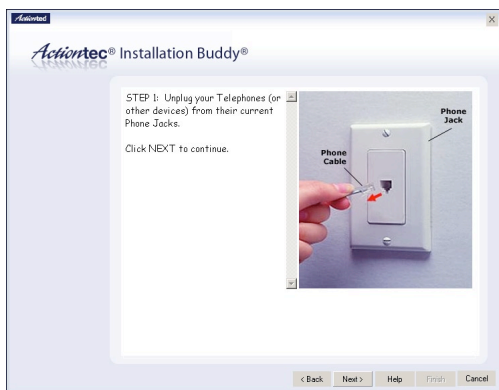 Actiontec
X
Actiontec® Installation Buddy®
STEP 1: Unplug your Telephones (or
other devices) from their current
Phone Jacks.
Click NEXT to continue.
Phone
Jack
Phone
Cable
< Back Next > Help Finish Cancel